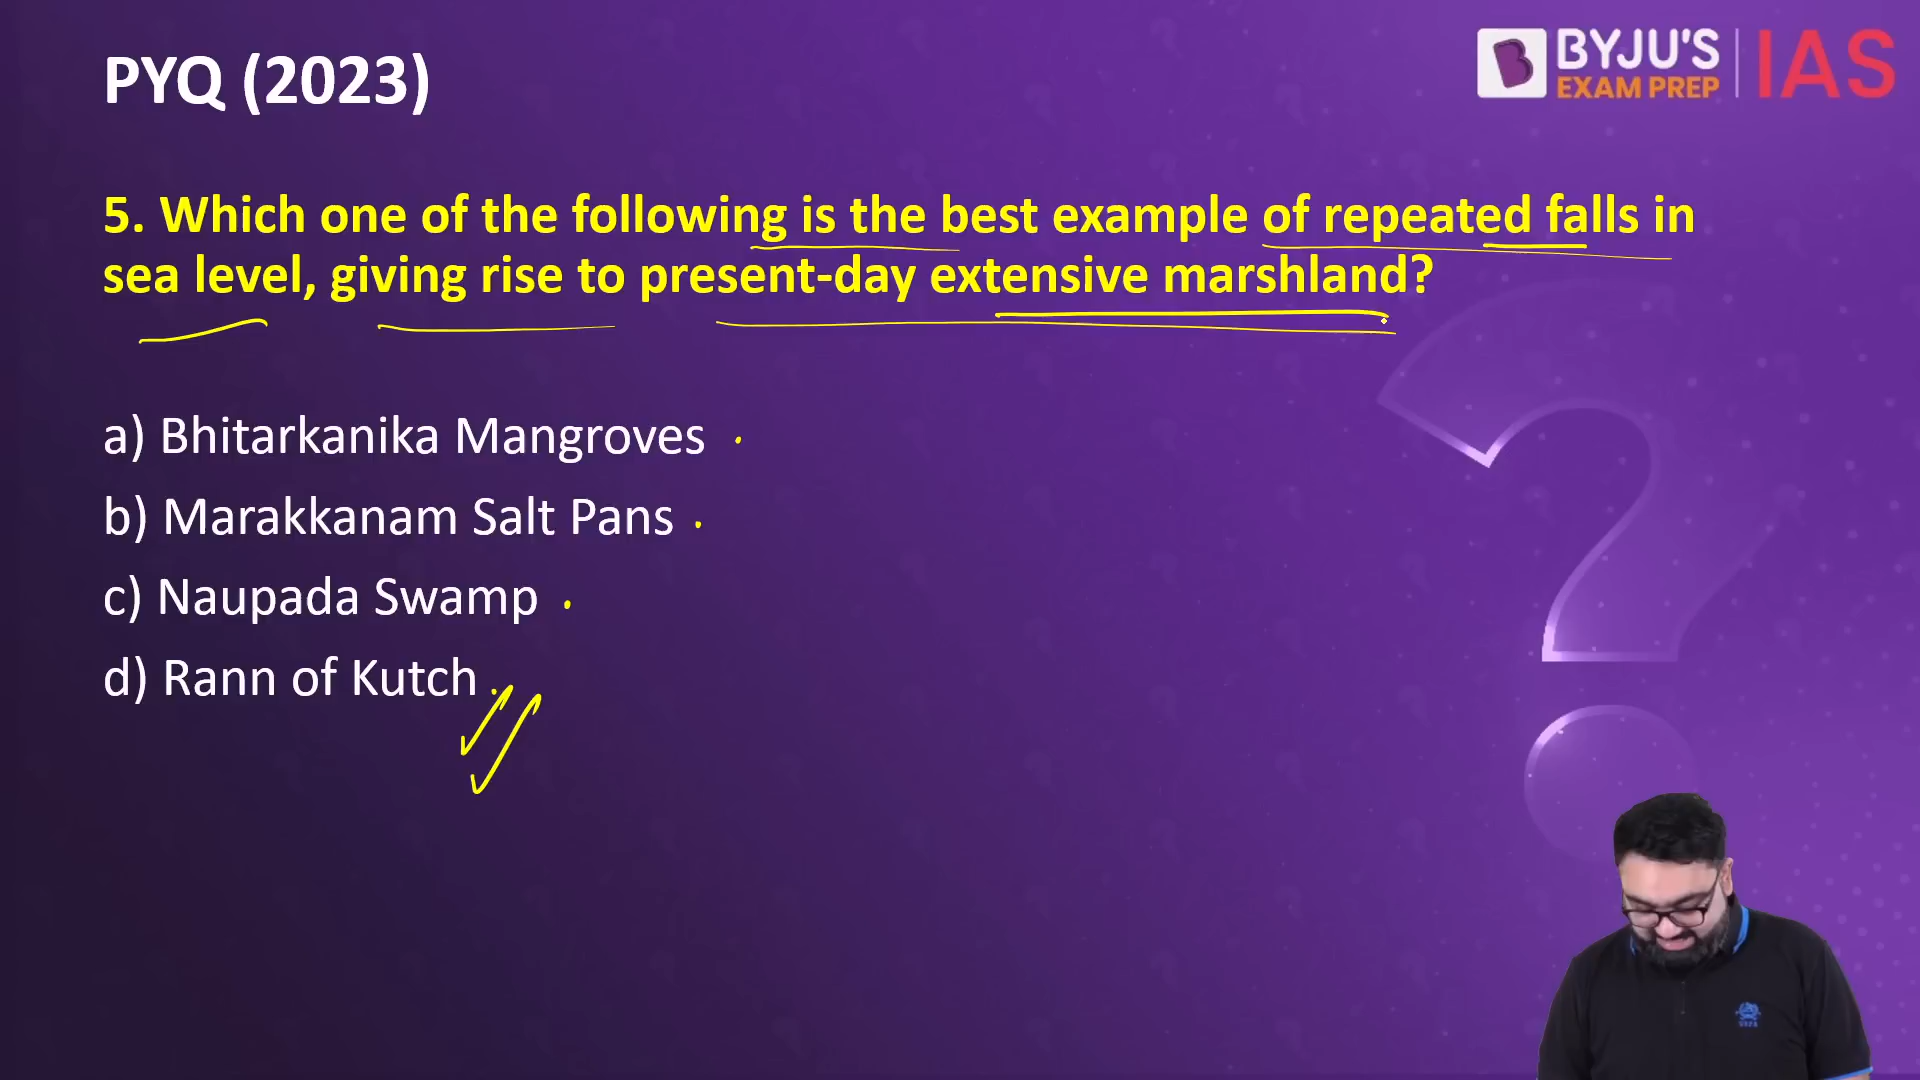 PYQ (2023)
BYJU'S
EXAM PREP
IAS
5. Which one of the following is the best example of repeated falls in
sea level, giving rise to present-day extensive marshland?
a) Bhitarkanika Mangroves
b) Marakkanam Salt Pans
c) Naupada Swamp
d) Rann of Kutch